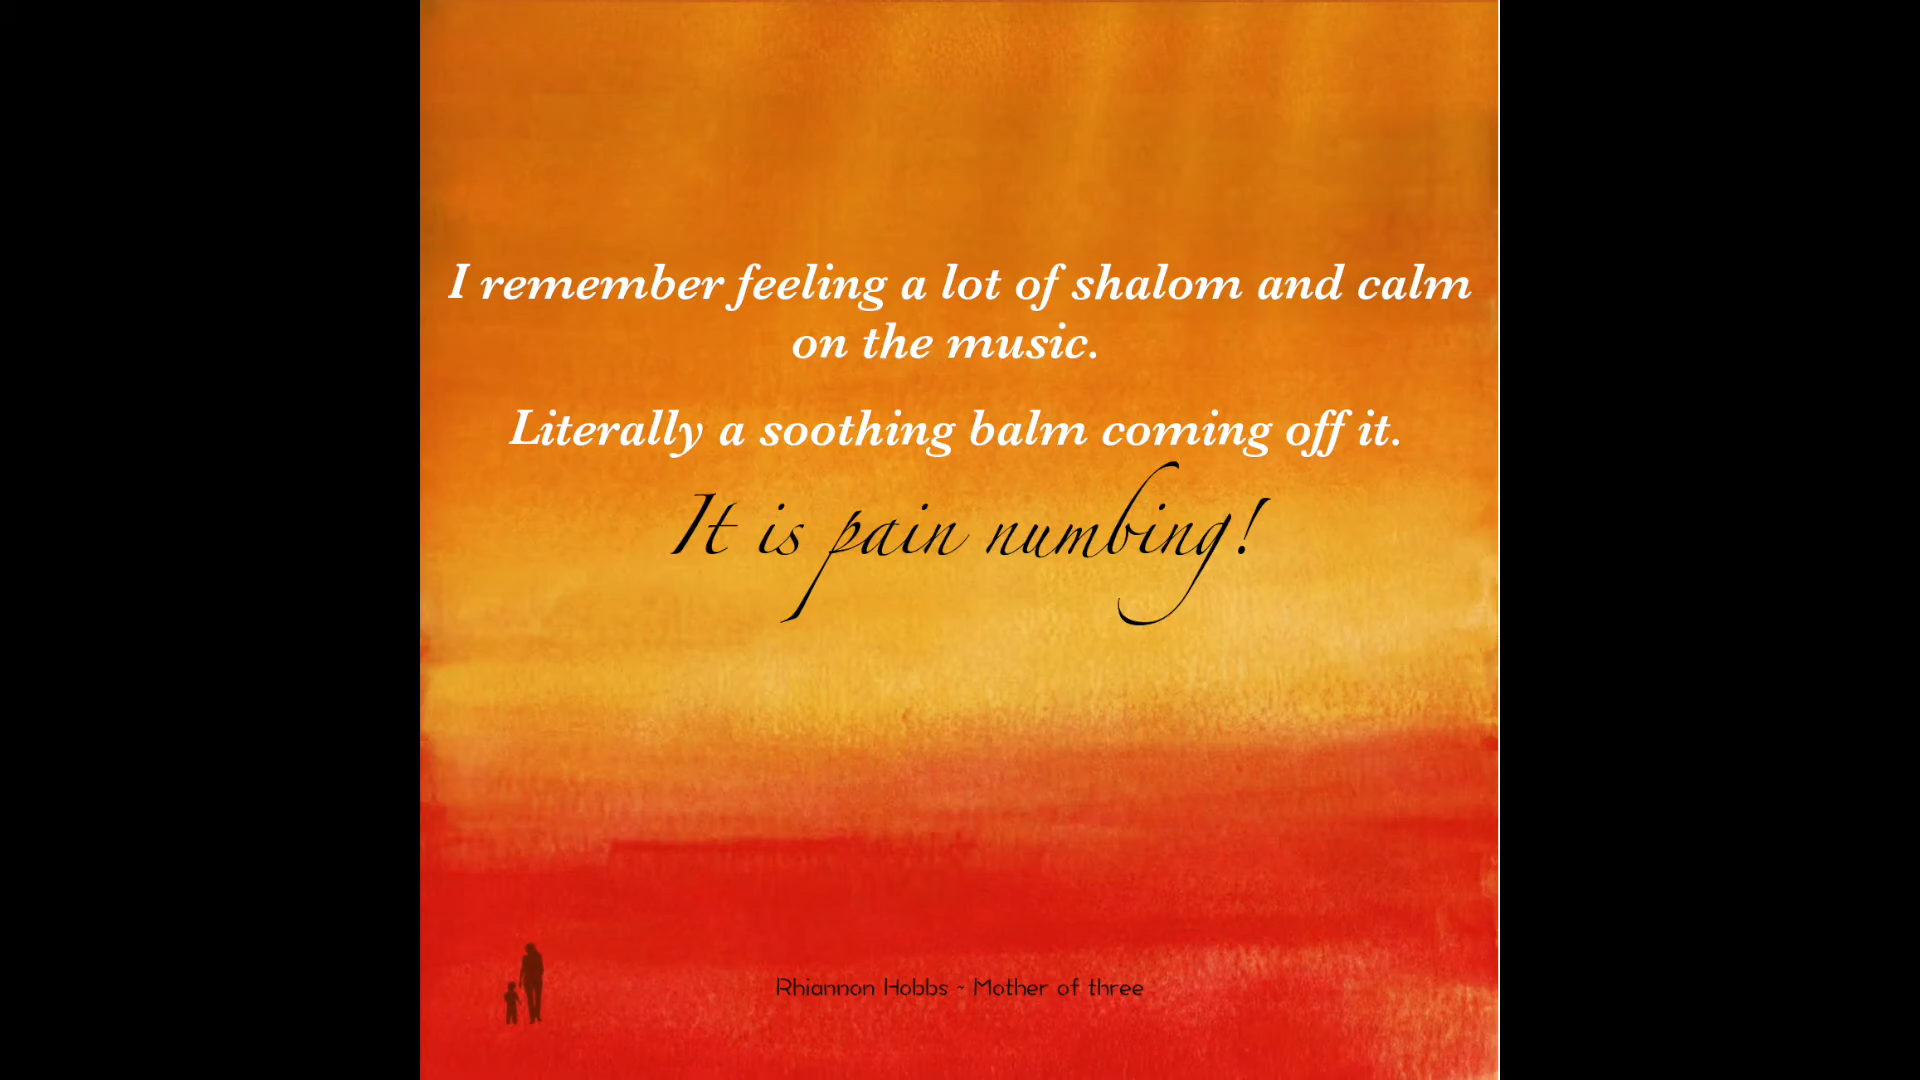 I remember feeling a lot of shalom and calm
on the music.
Literally a soothing balm coming off it.
It is pain numbing!
Rhiannon Hobbs - Mother of three